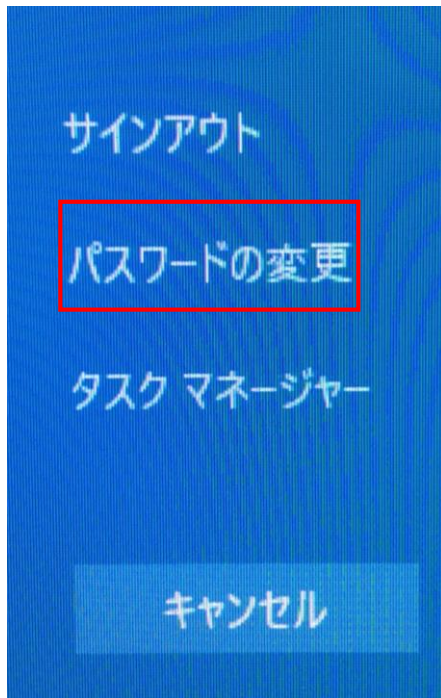 サインアウト
パスワードの変更
タスク マネージャー
キャンセル